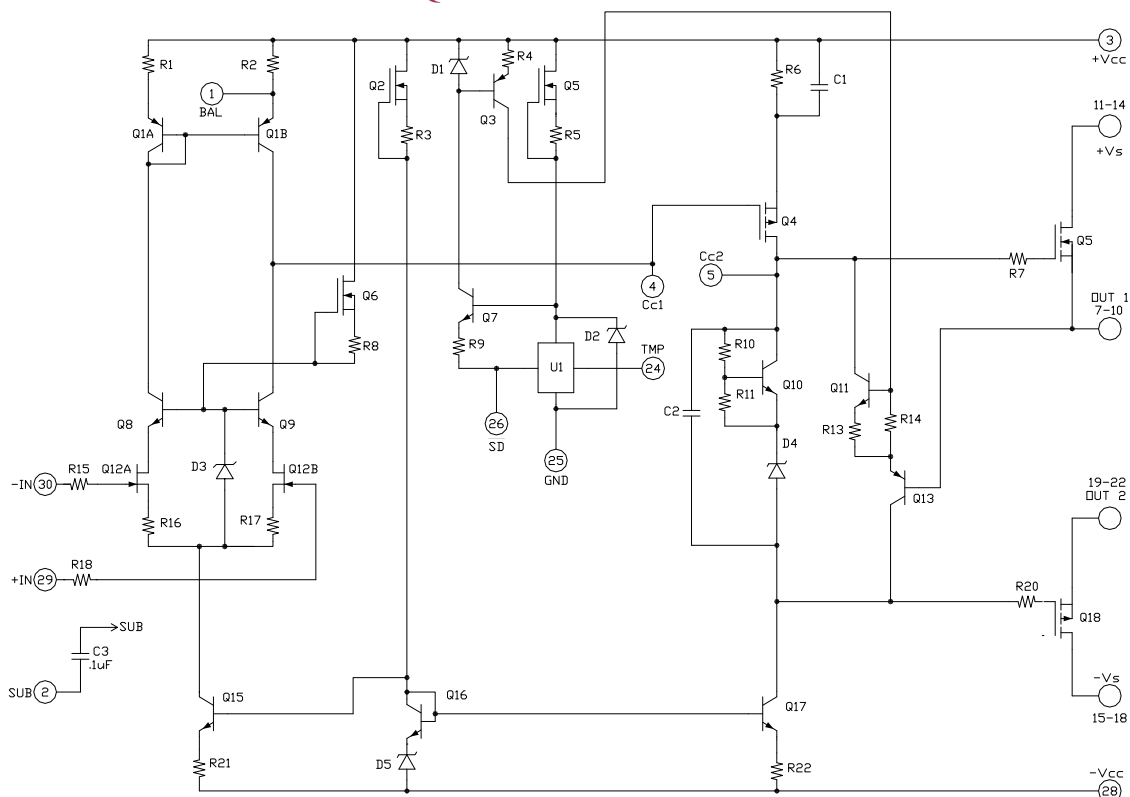 3
+Vcc
R1
R2
1
BAL
Q1A
Q1B
Q2
R3
D1
R4
Q3
Q5
R5
R6
C1
11-14
+Vs
Q4
Q5
R7
Cc2
5
4
Cc1
OUT 1
7-10
Q6
R8
Q7
R9
D2
U1
TMP
24
26
SD
25
GND
R10
Q10
R11
C2
D4
Q11
R13
R14
Q13
Q8
Q9
D3
Q12A
Q12B
R15
-IN 30
R16
R17
19-22
OUT 2
R18
+IN 29
SUB
C3
.1uF
SUB 2
R20
Q18
-Vs
15-18
Q15
Q16
Q17
R21
D5
R22
-Vcc
28